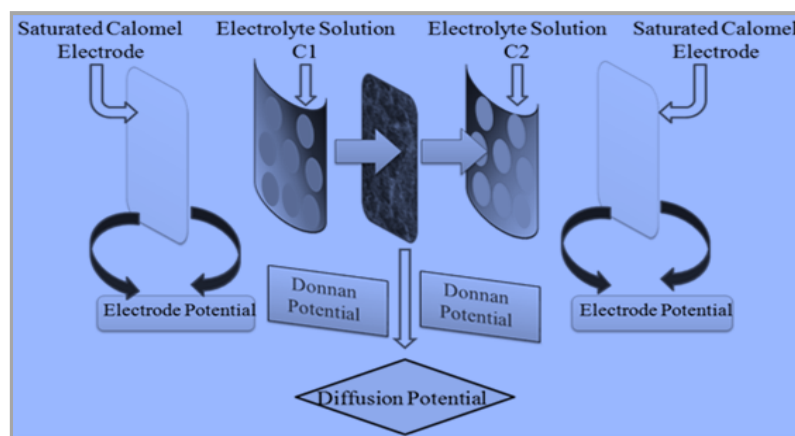 Saturated Calomel
Electrode
Electrolyte Solution
C1
Electrolyte Solution
C2
Saturated Calomel
Electrode
Donnan
Potential
Donnan
Potential
Electrode Potential
Electrode Potential
Diffusion Potential